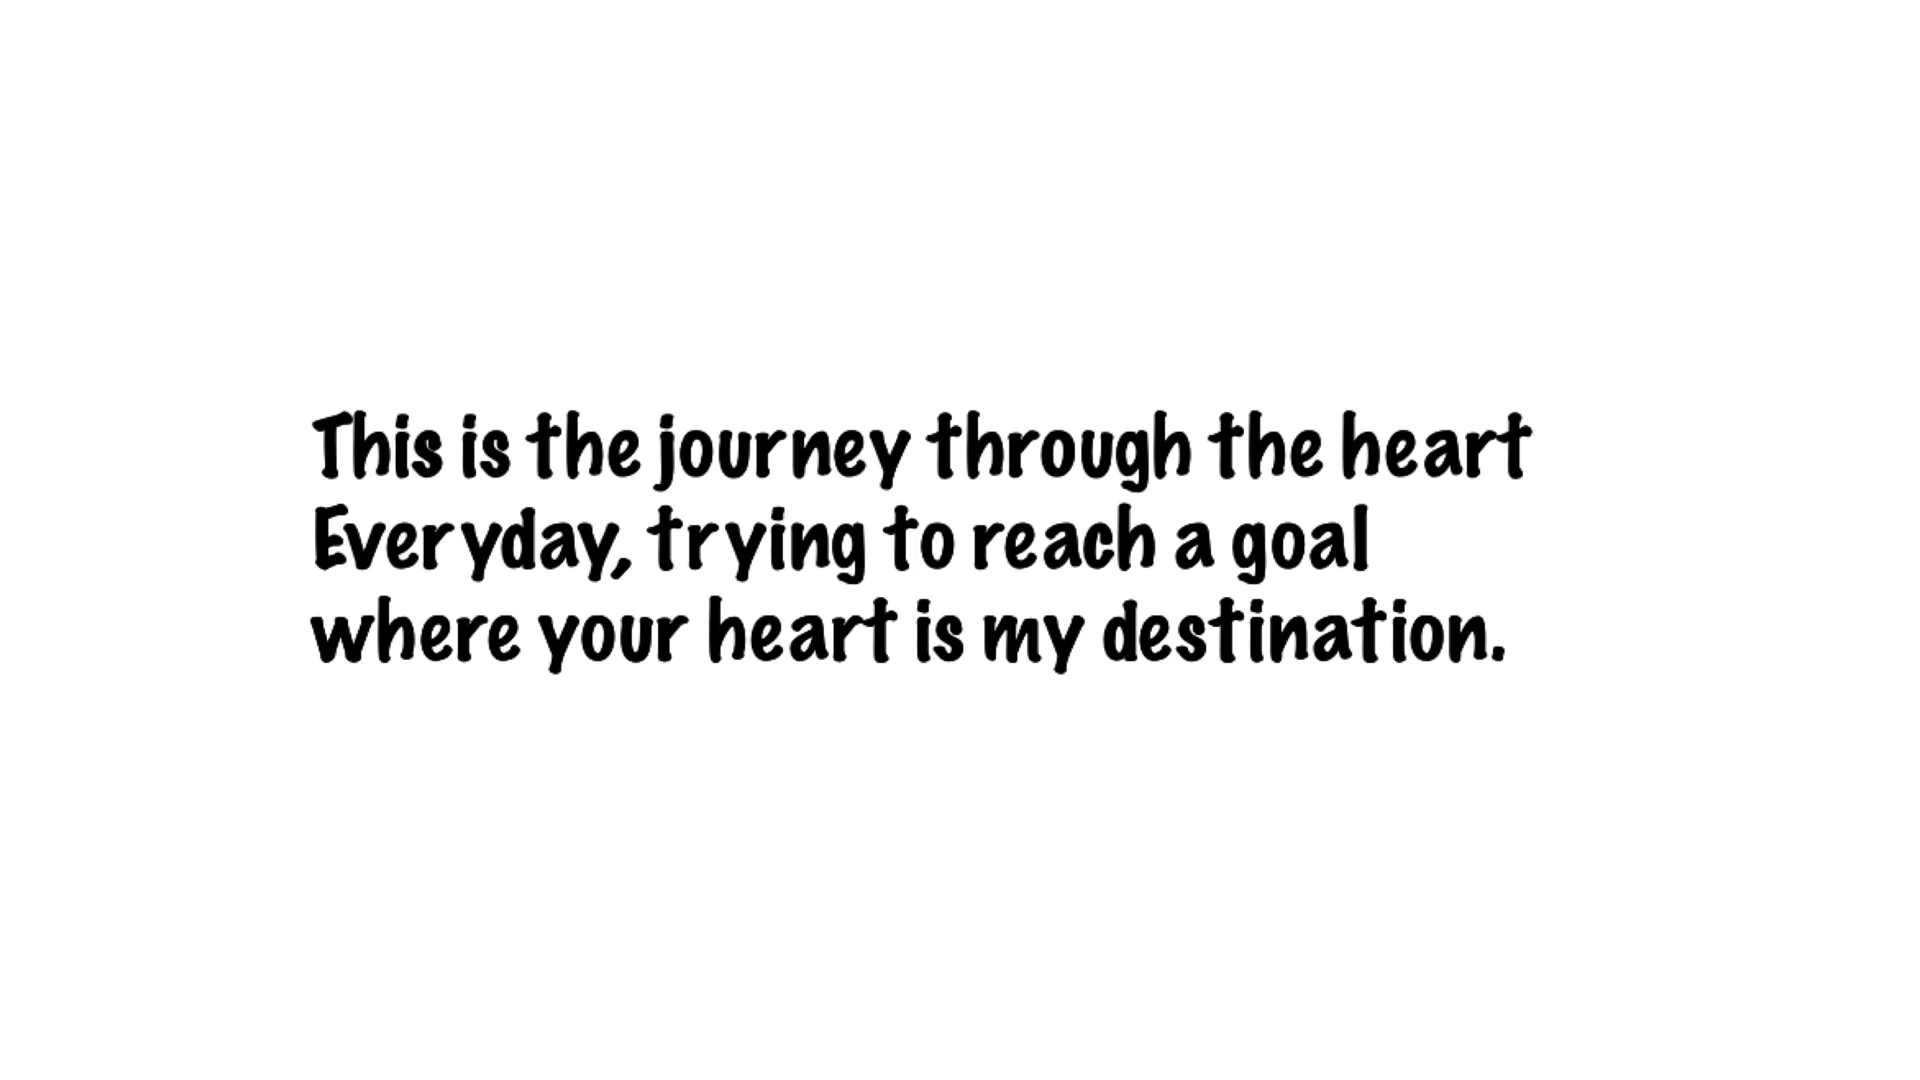 This is the journey through the heart
Everyday, trying to reach a goal
where your heart is my destination.